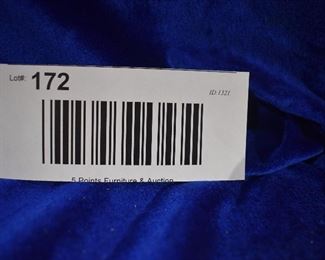 Lot#: 172
ID:1321
5 Points Furniture & Auction